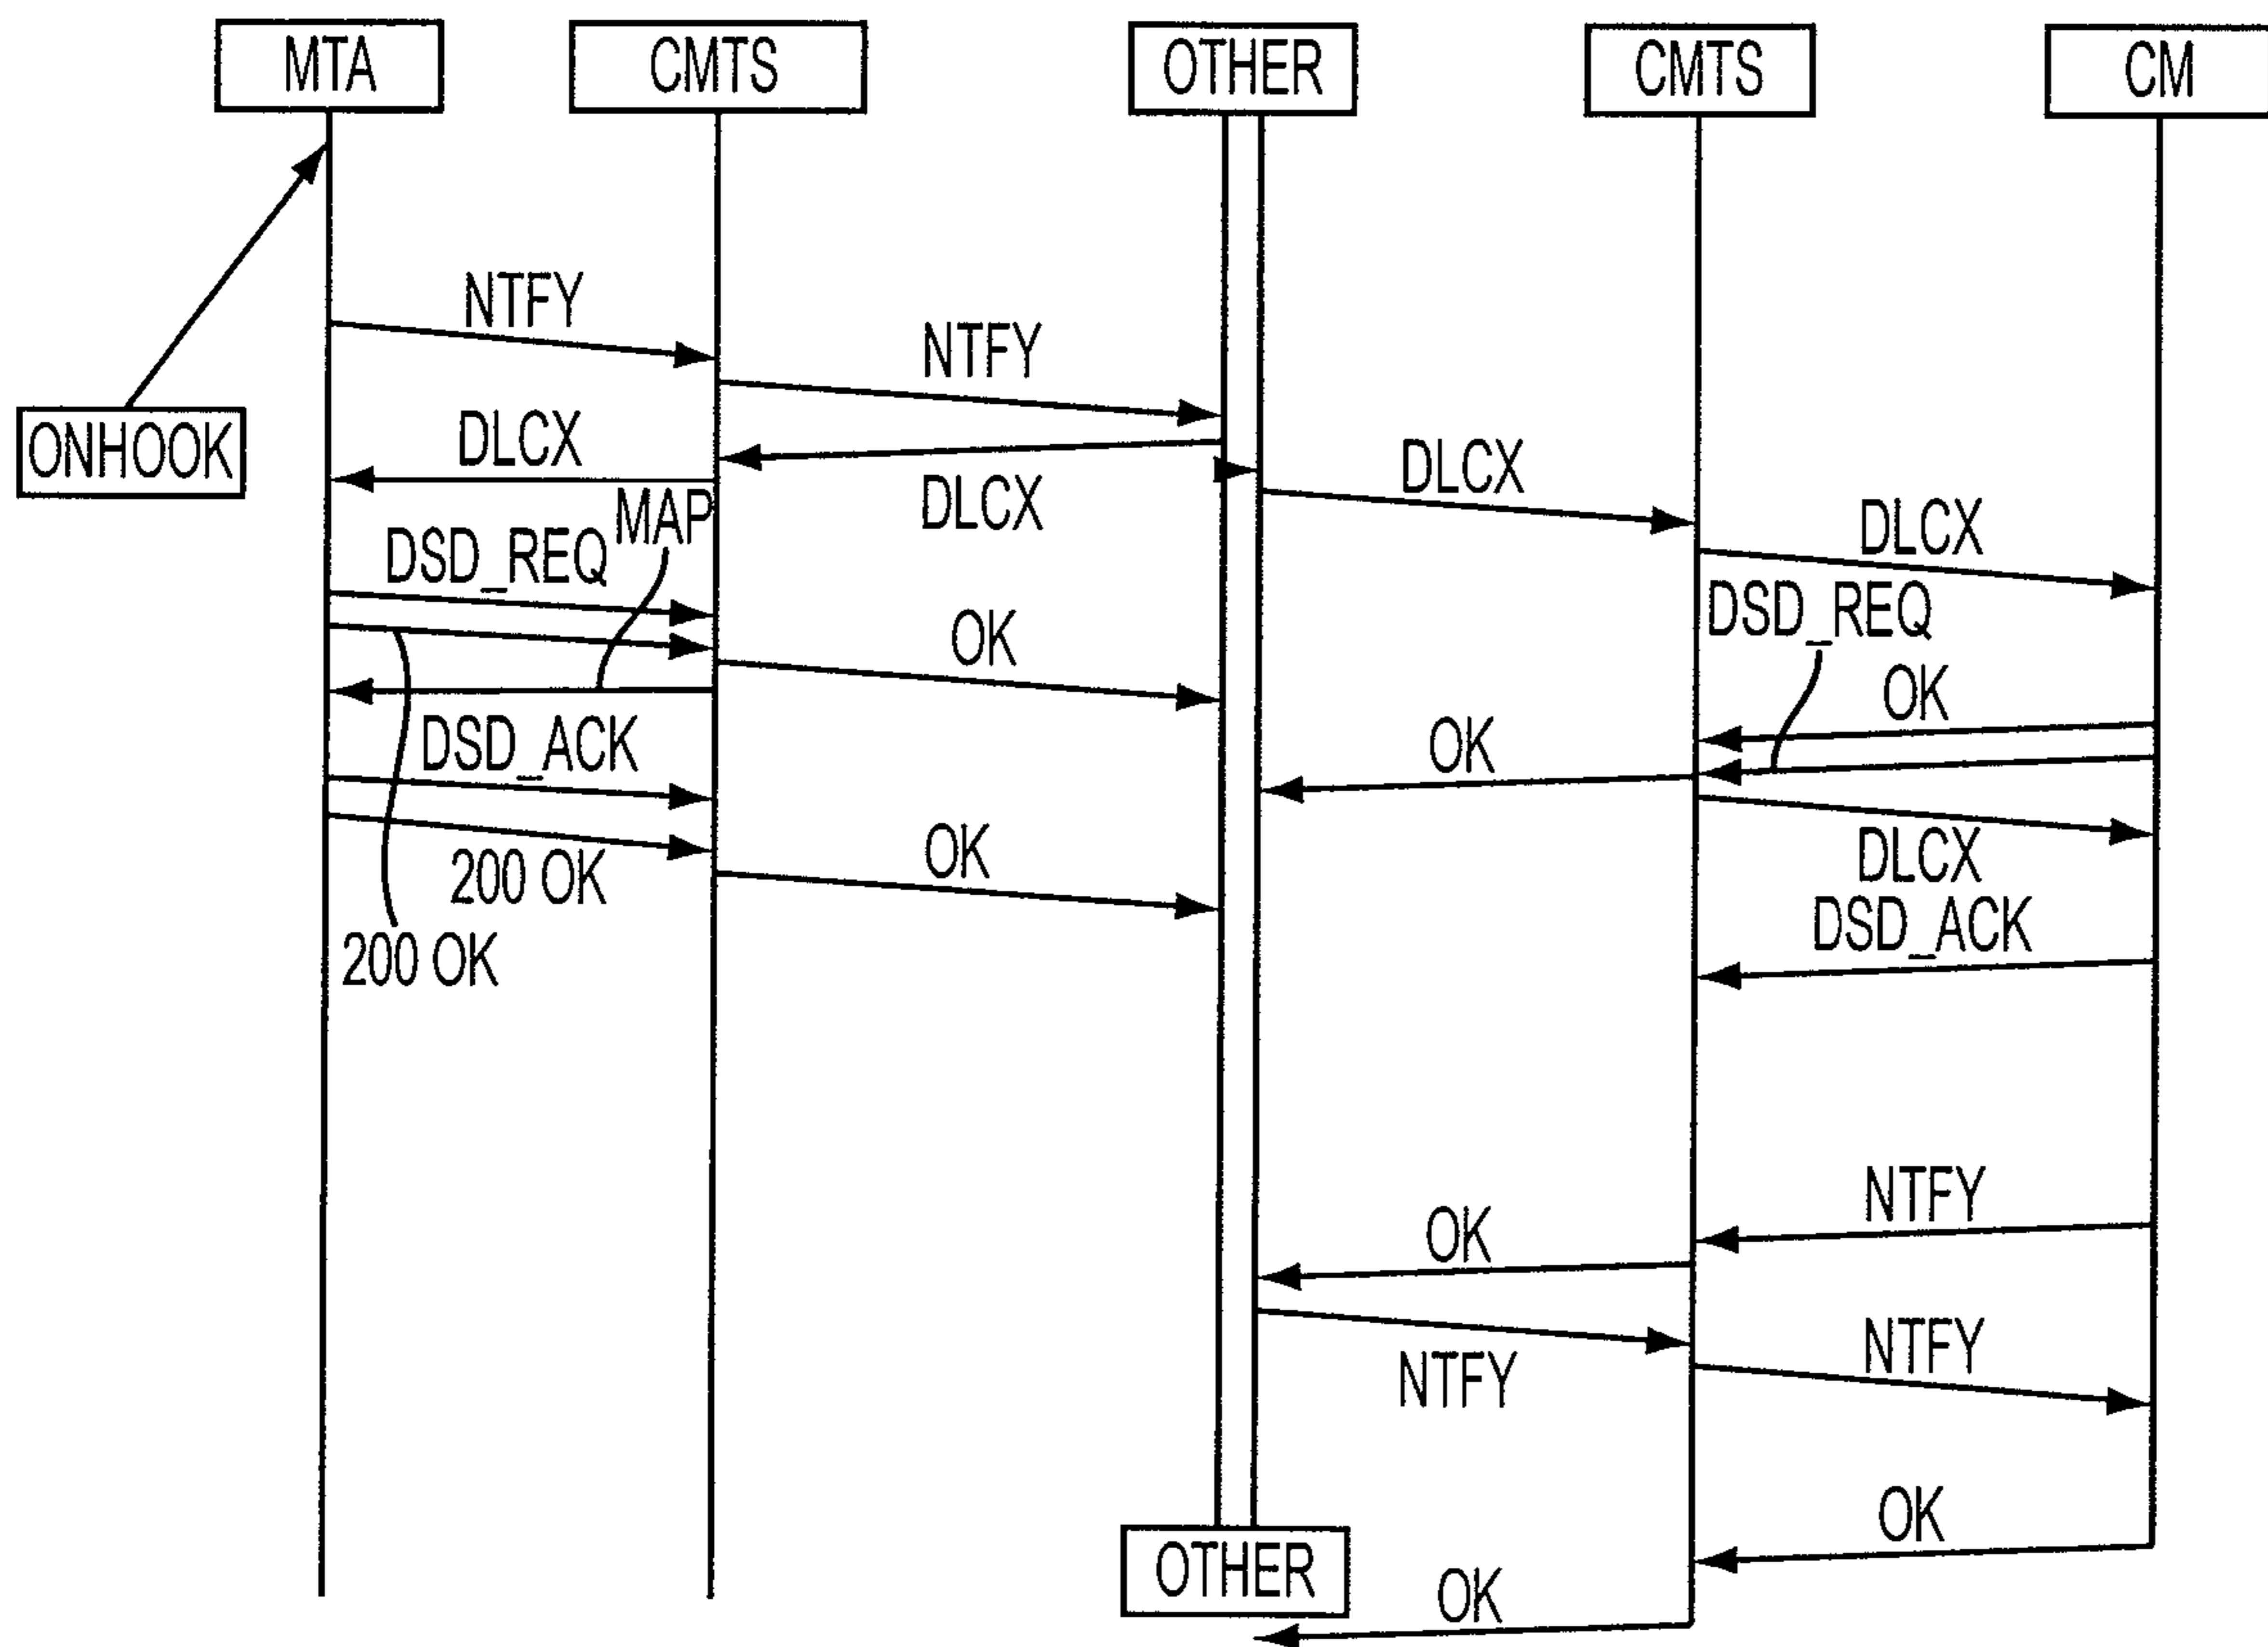 MTA
CMTS
OTHER
CMTS
CM
NTFY
NTFY
ONHOOK
DLCX
DLCX
DLCX
DLCX
MAP
DSD_REQ
DSD_REQ
OK
OK
OK
DSD_ACK
200 OK
OK
DLCX
200 OK
DSD_ACK
NTFY
OK
NTFY
NTFY
OK
OTHER
OK